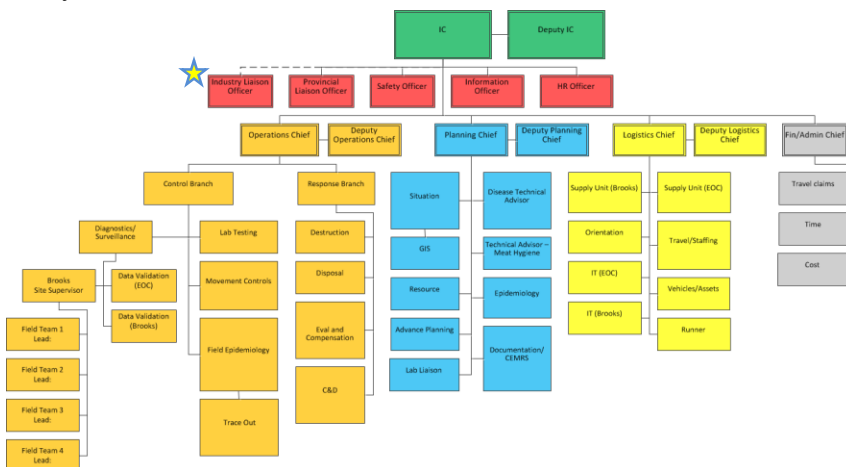 IC
Deputy IC
Industry Liaison
Officer
Provincial
Liaison Officer
Safety Officer
Information
Officer
HR Officer
Operations Chief
Deputy
Operations Chief
Planning Chief
Deputy Planning
Chief
Logistics Chief
Deputy Logistics
Chief
Fin/Admin Chief
Control Branch
Response Branch
Situation
Disease Technical
Advisor
Supply Unit (Brooks)
Supply Unit (EOC)
Travel claims
Diagnostics/
Surveillance
Lab Testing
Destruction
GIS
Technical Advisor –
Meat Hygiene
Orientation
Travel/Staffing
Time
Brooks
Site Supervisor
Data Validation
(EOC)
Movement Controls
Disposal
Resource
Epidemiology
IT (EOC)
Vehicles/Assets
Cost
Data Validation
(Brooks)
Field Epidemiology
Eval and
Compensation
Advance Planning
Documentation/
CEMRS
IT (Brooks)
Runner
Field Team 1
Lead:
Field Team 2
Lead:
Lab Liaison
C&D
Field Team 3
Lead:
Trace Out
Field Team 4
Lead: